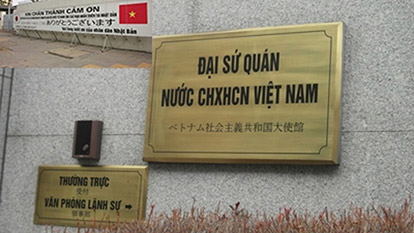 XIN CHÂN THÀNH CẢM ƠN
ありがとうございます
ĐẠI SỨ QUÁN
NƯỚC CHXHCN VIỆT NAM
ベトナム社会主義共和国大使館
THƯỜNG TRỰC
受付
VĂN PHÒNG LÃNH SỰ →
領事部